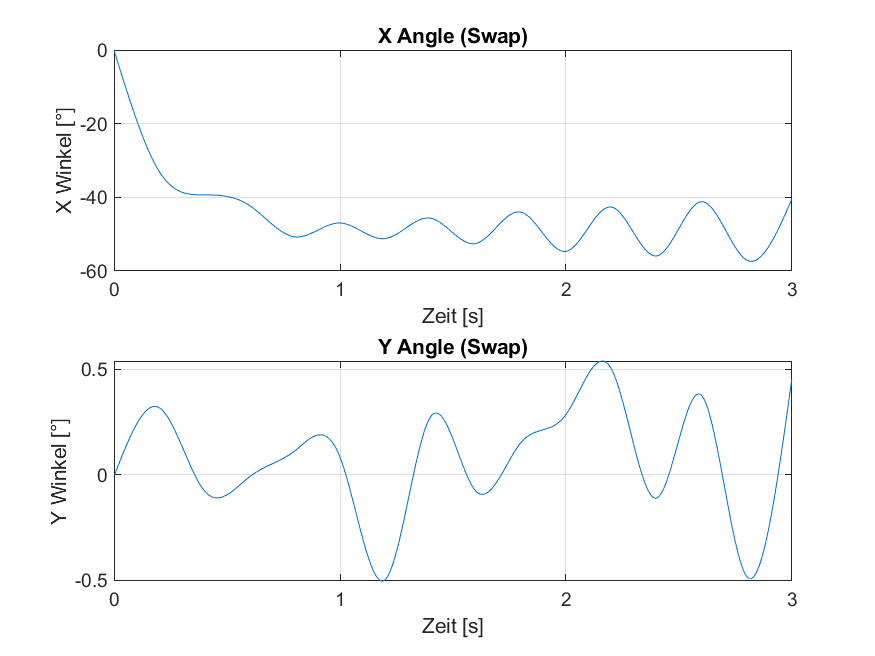 X Angle (Swap)
0
-20
-40
-60
X Winkel [°]
0 1 2 3
Zeit [s]
Y Angle (Swap)
0.5
0
-0.5
Y Winkel [°]
0 1 2 3
Zeit [s]